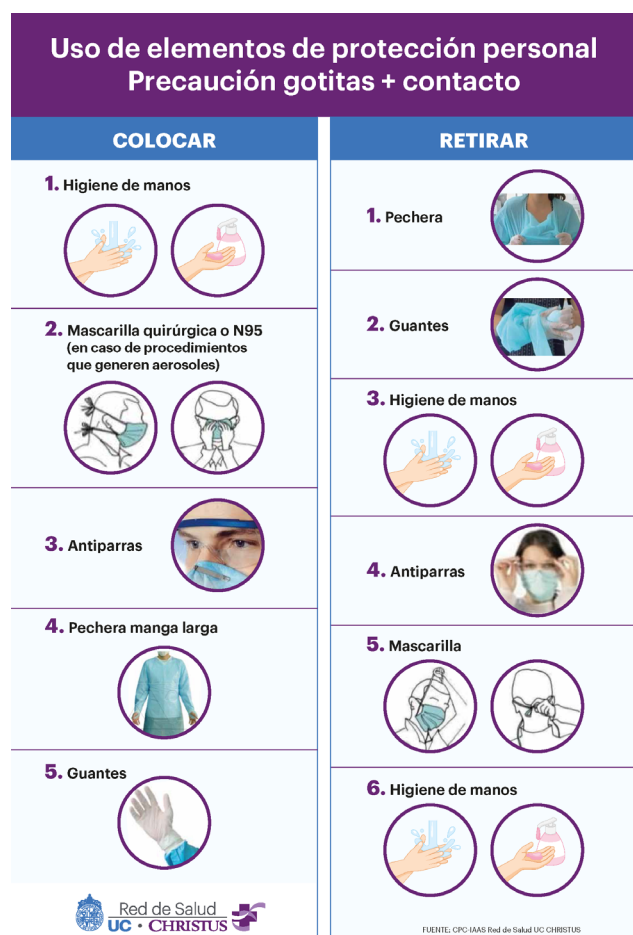 Uso de elementos de protección personal
Precaución gotitas + contacto
COLOCAR
1. Higiene de manos
2. Mascarilla quirúrgica o N95
(en caso de procedimientos
que generen aerosoles)
3. Antiparras
4. Pechera manga larga
5. Guantes
Red de Salud
UC · CHRISTUS
RETIRAR
1. Pechera
2. Guantes
3. Higiene de manos
4. Antiparras
5. Mascarilla
6. Higiene de manos
FUENTE: CPC-IAAS Red de Salud UC CHRISTUS